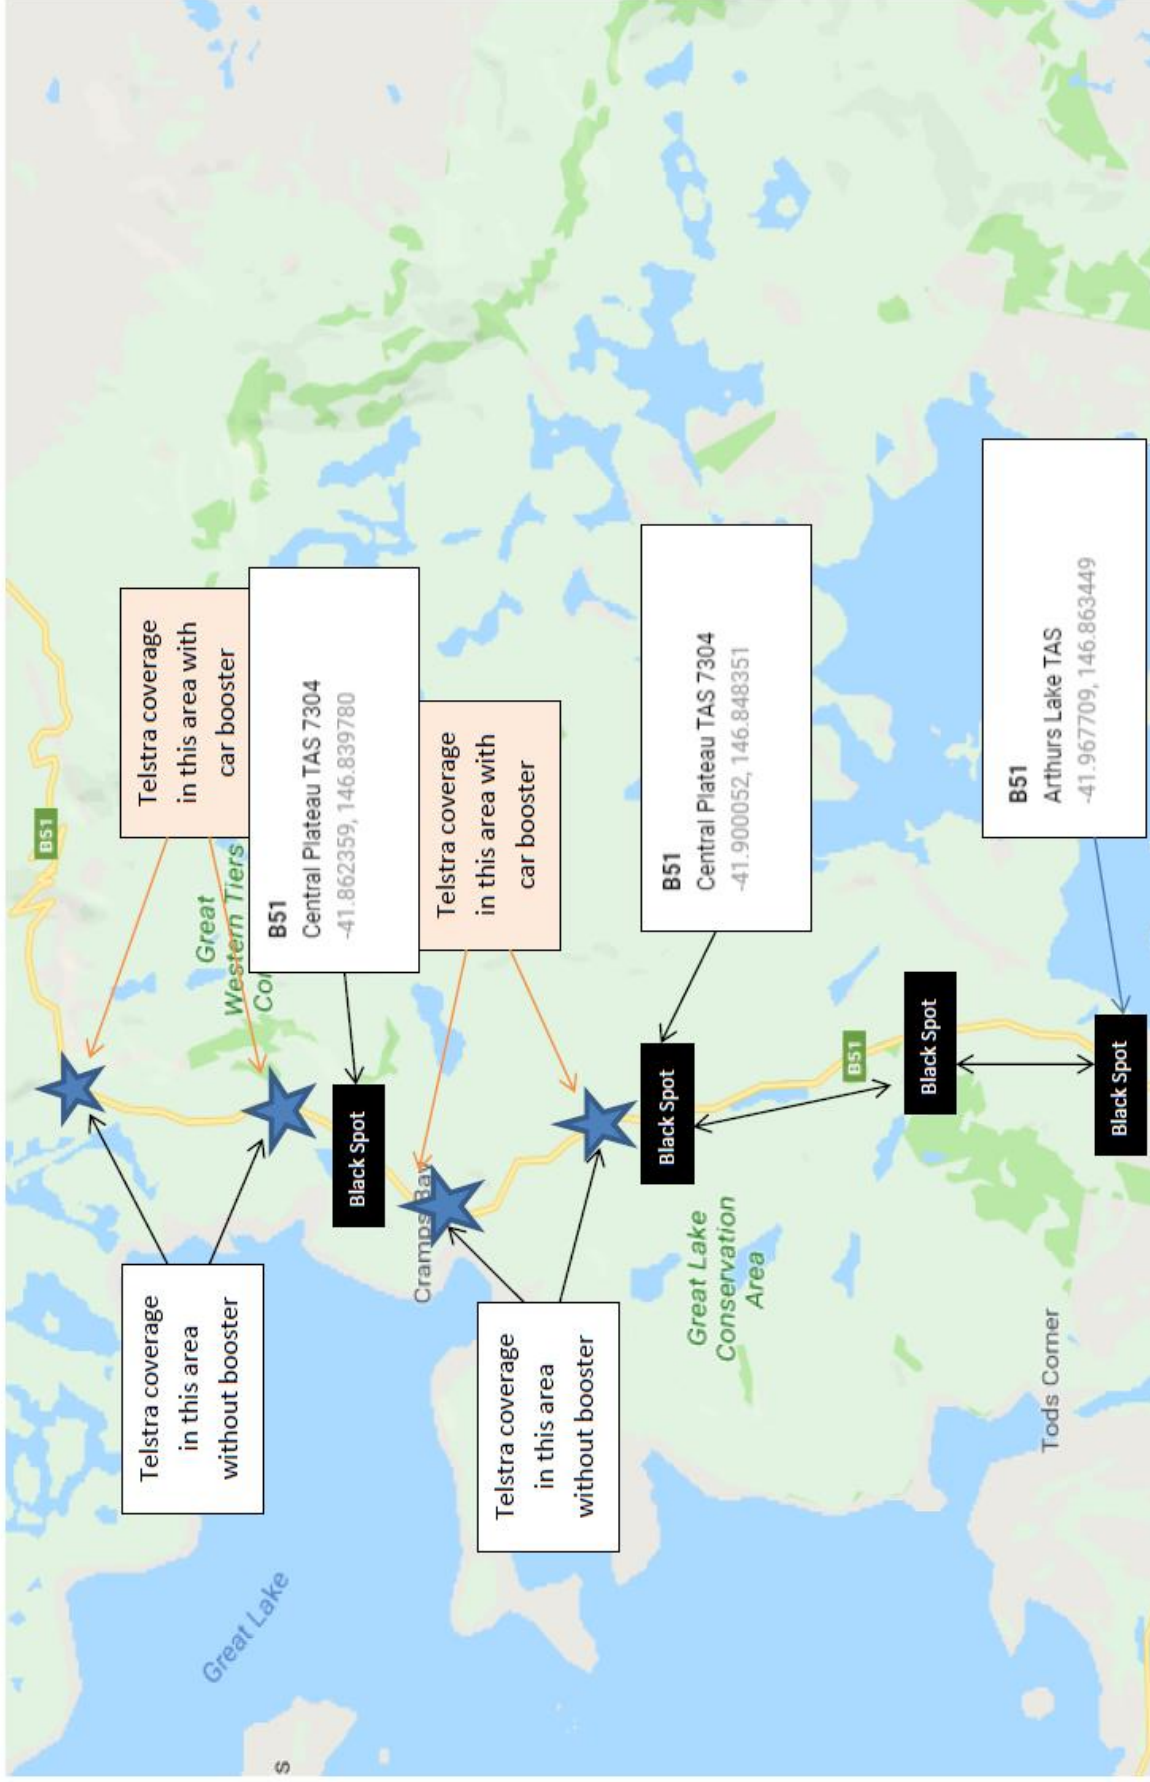 B51
Telstra coverage
in this area with
car booster
Great
Western Tiers
Co
B51
Central Plateau TAS 7304
-41.862359, 146.839780
Black Spot
Telstra coverage
in this area
without booster
Telstra coverage
in this area with
car booster
Cramps Bay
Telstra coverage
in this area
without booster
B51
Central Plateau TAS 7304
-41.900052, 146.848351
Black Spot
Great Lake
Conservation
Area
B51
Black Spot
B51
Arthurs Lake TAS
-41.967709, 146.863449
Black Spot
Tods Corner
Great Lake
s